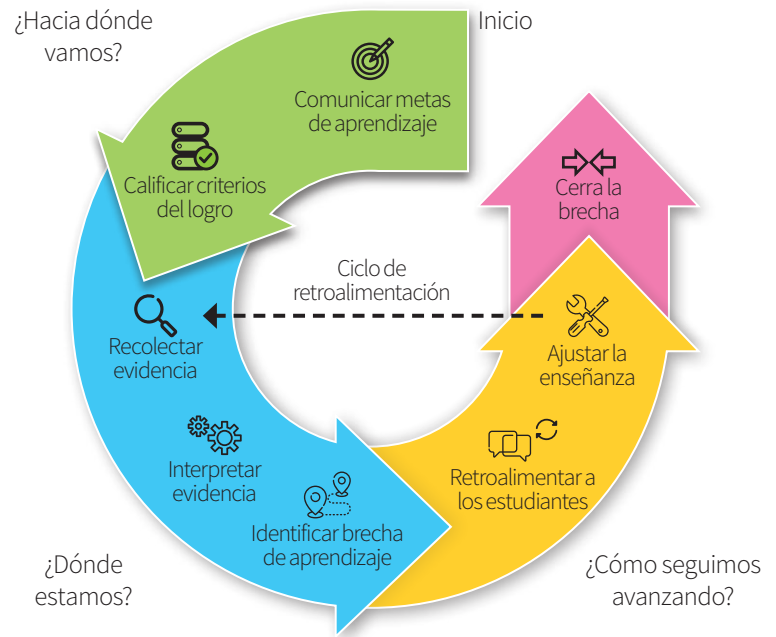 ¿Hacia dónde
vamos?
Inicio
Comunicar metas
de aprendizaje
Calificar criterios
del logro
Cerra la
brecha
Ciclo de
retroalimentación
Recolectar
evidencia
Ajustar la
enseñanza
Interpretar
evidencia
Retroalimentar a
los estudiantes
Identificar brecha
de aprendizaje
¿Dónde
estamos?
¿Cómo seguimos
avanzando?